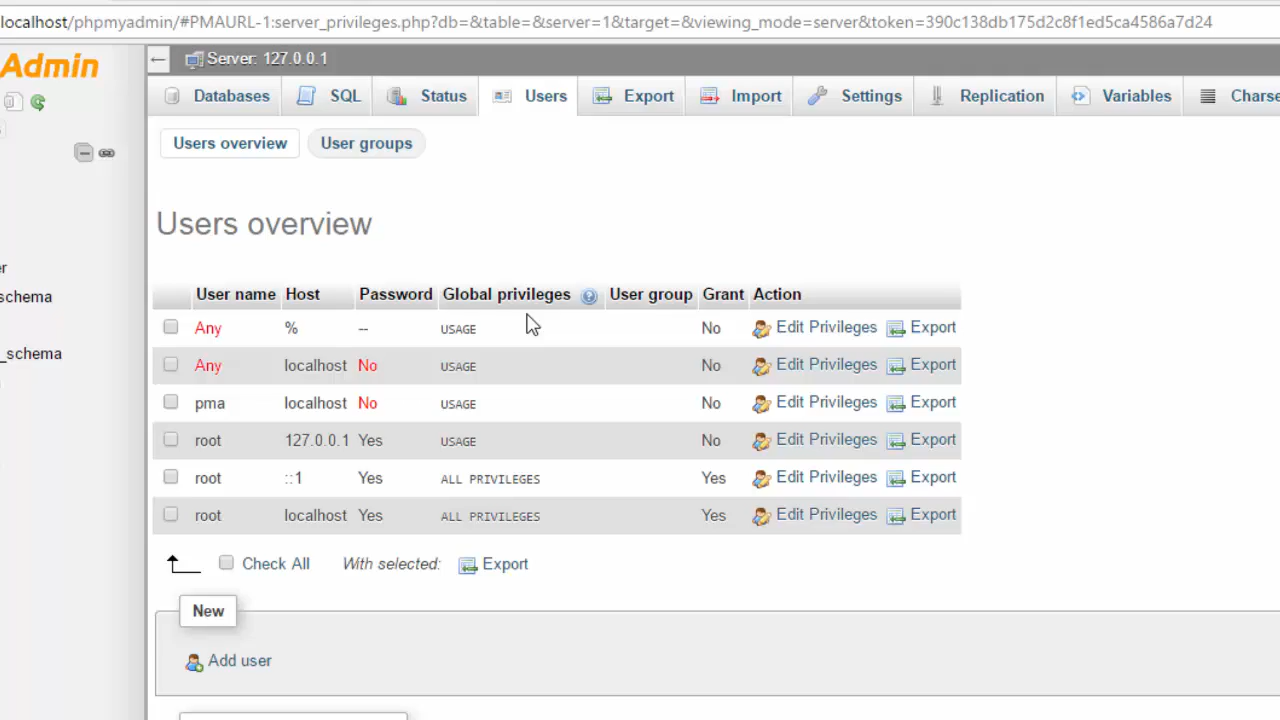 localhost/phpmyadmin/#PMAURL-1:server_privileges.php?db=&table=&server=1&target=&viewing_mode=server&token=390c138db175d2c8f1ed5ca4586a7d24
Admin
Server: 127.0.0.1
Databases SQL Status Users Export Import Settings Replication Variables Charse
Users overview User groups
Users overview
er
schema
_schema
User name Host Password Global privileges User group Grant Action
Any % -- USAGE No Edit Privileges Export
Any localhost No USAGE No Edit Privileges Export
pma localhost No USAGE No Edit Privileges Export
root 127.0.0.1 Yes USAGE No Edit Privileges Export
root ::1 Yes ALL PRIVILEGES Yes Edit Privileges Export
root localhost Yes ALL PRIVILEGES Yes Edit Privileges Export
Check All With selected: Export
New
Add user